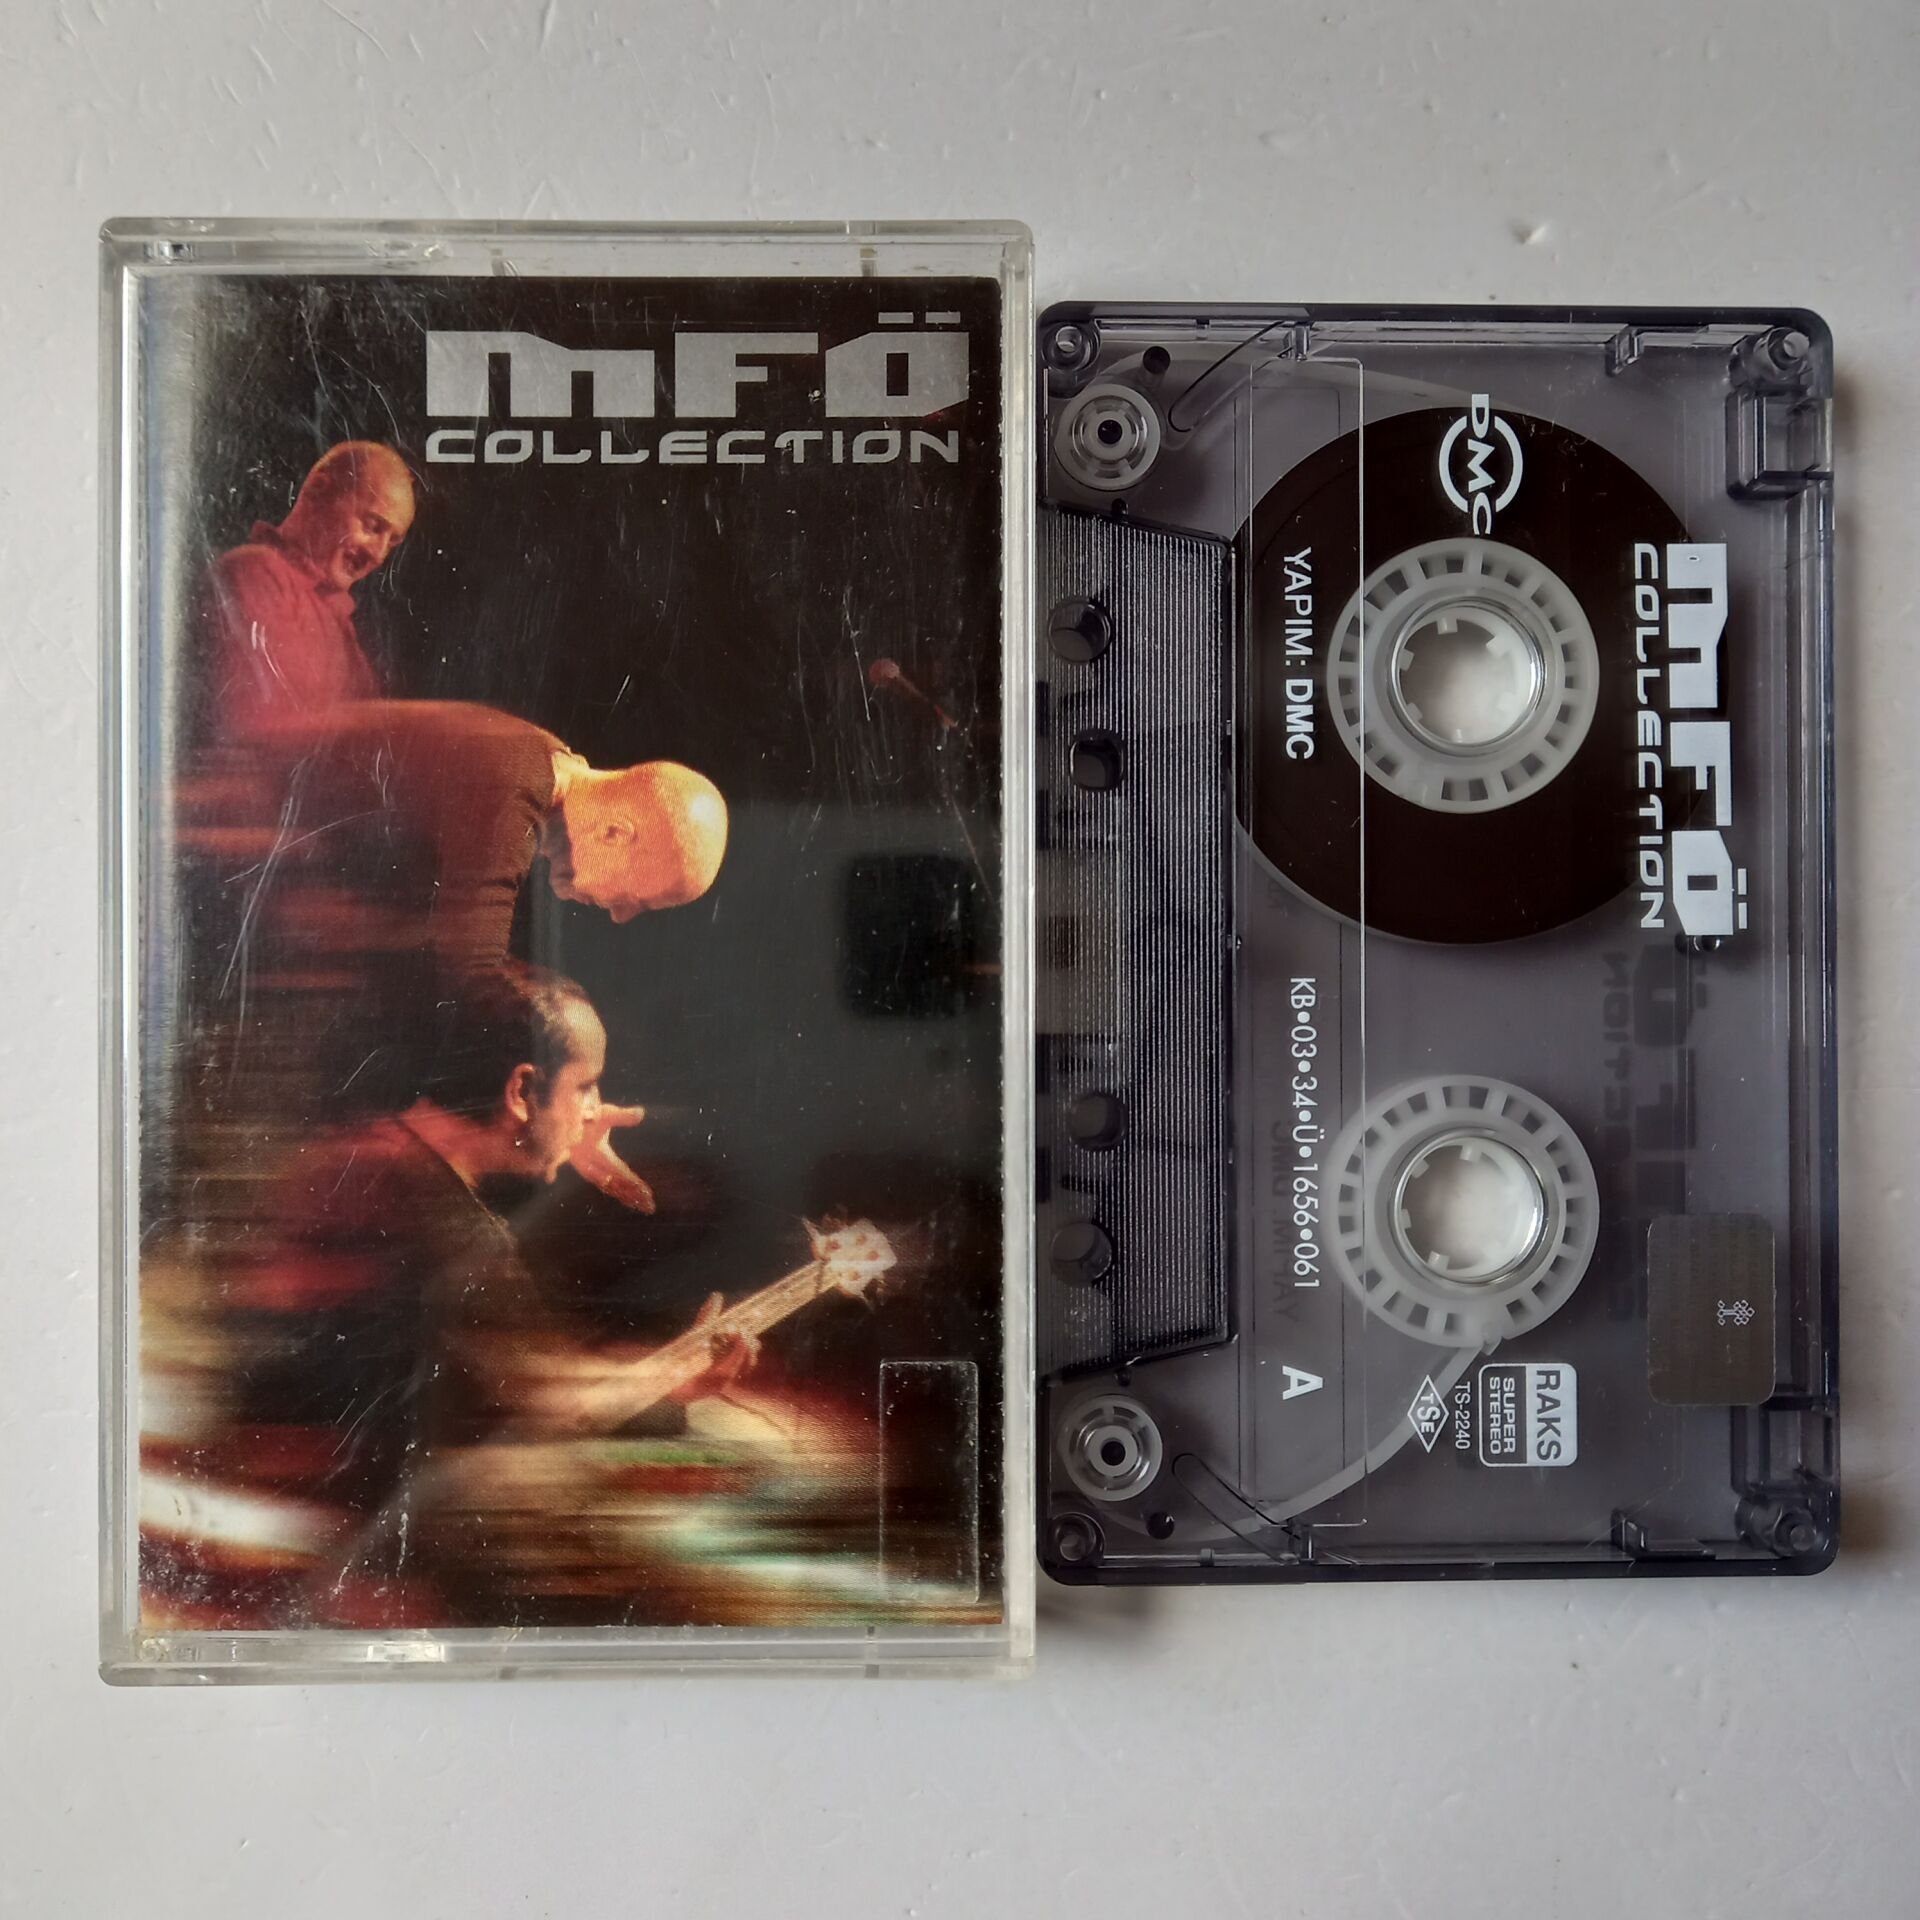 MFÖ
COLLECTION
DMC
MFÖ
COLLECTION
YAPIM: DMC
KB•03•34•Ü•1656•061
A
RAKS
SUPER
STEREO
TS-2240
TSE